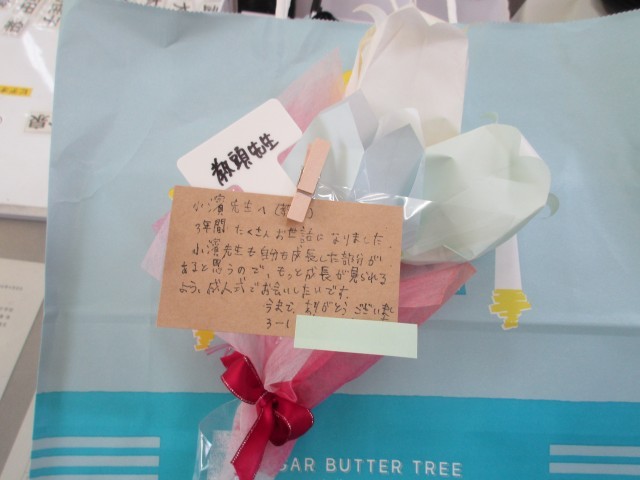 教頭先生
小濱先生へ
3年間 たくさんお世話になりました。
小濱先生も自分も成長した部分が
あると思うので、もっと成長が見られる
よう、成人式でお会いしたいです。
今まで、ありがとうございました
3-1
GAR BUTTER TREE